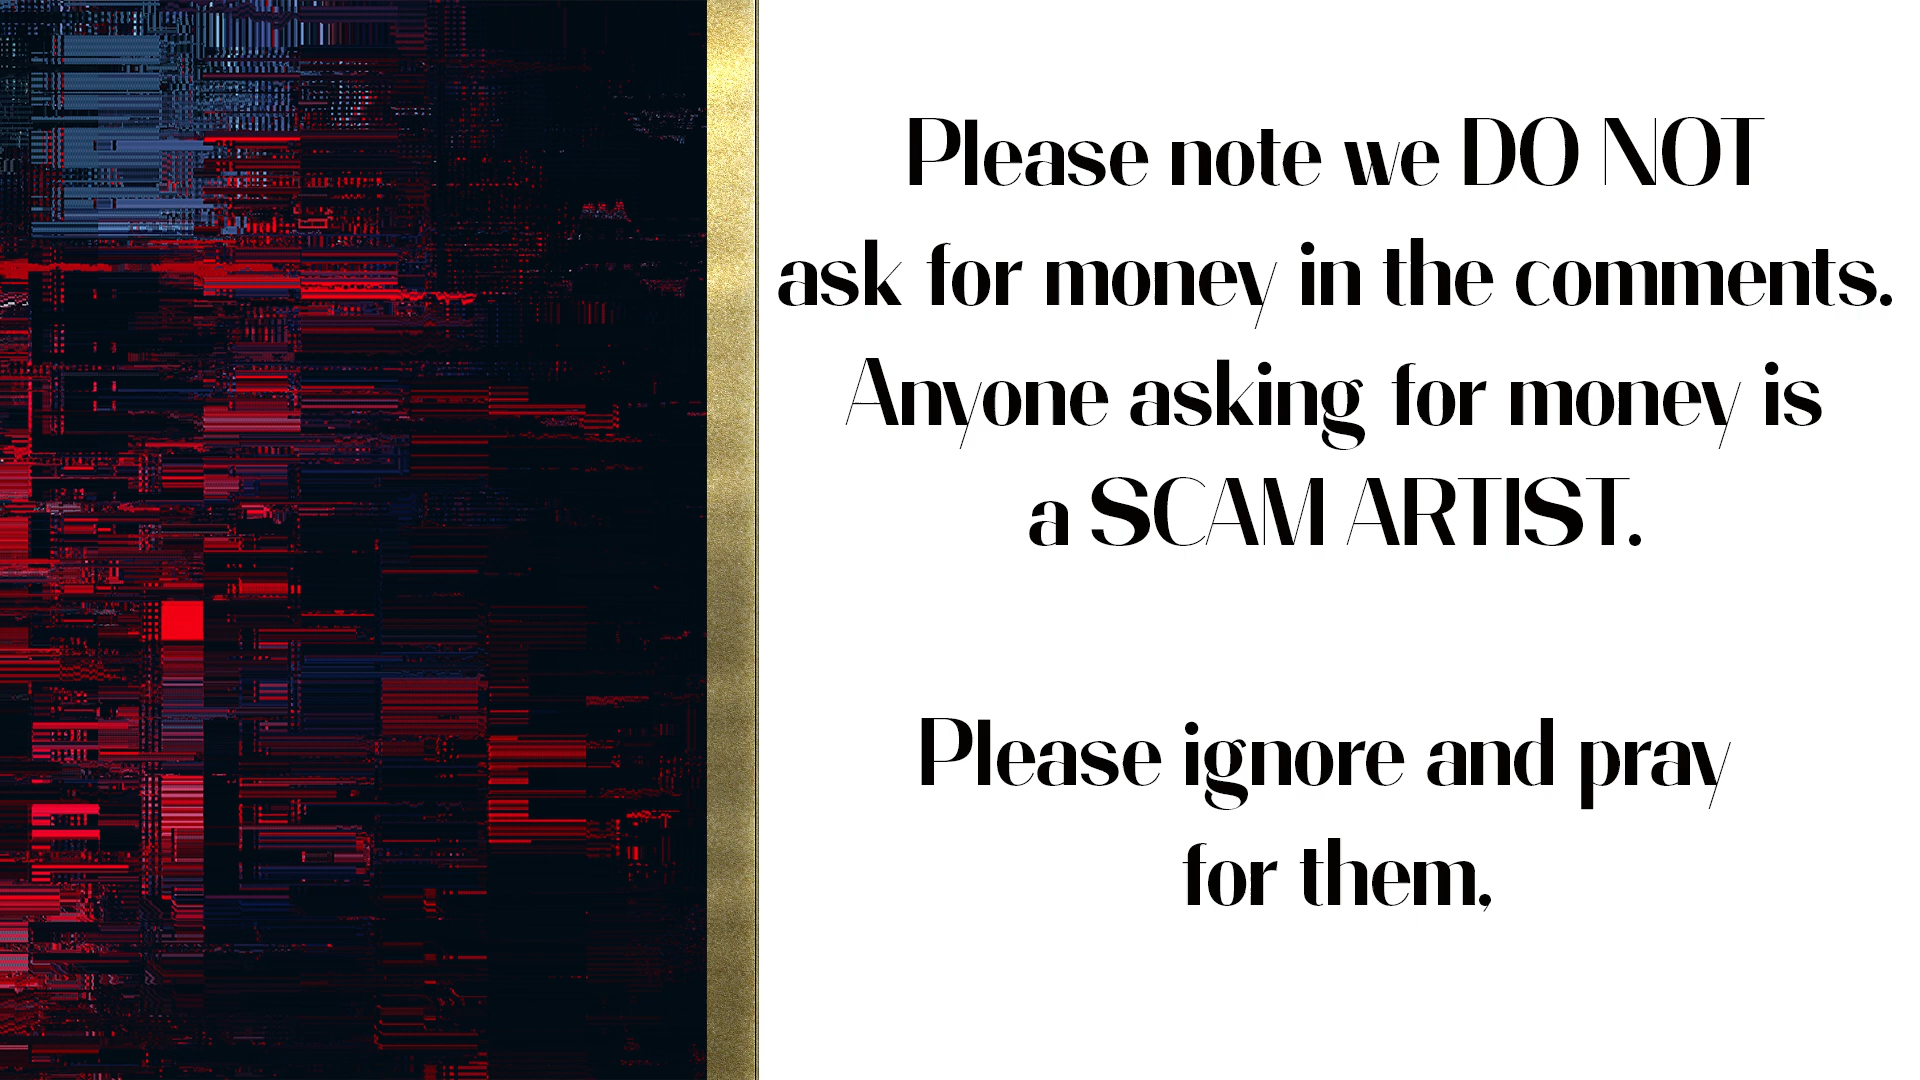 Please note we DO NOT
ask for money in the comments.
Anyone asking for money is
a SCAM ARTIST.
Please ignore and pray
for them,